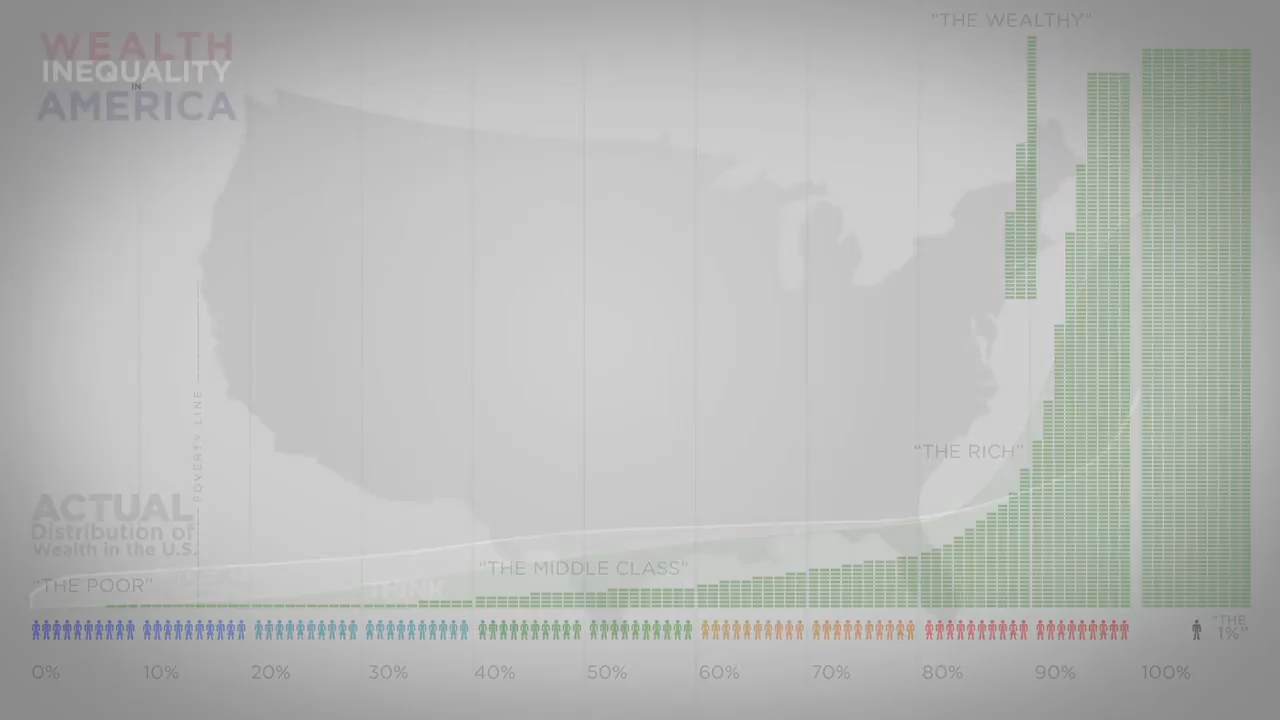 "THE WEALTHY"
WEALTH
INEQUALITY
IN
AMERICA
POVERTY LINE
"THE RICH"
ACTUAL
Distribution of
Wealth in the U.S.
"THE MIDDLE CLASS"
"THE POOR"
THINK
"THE
1%"
0% 10% 20% 30% 40% 50% 60% 70% 80% 90% 100%